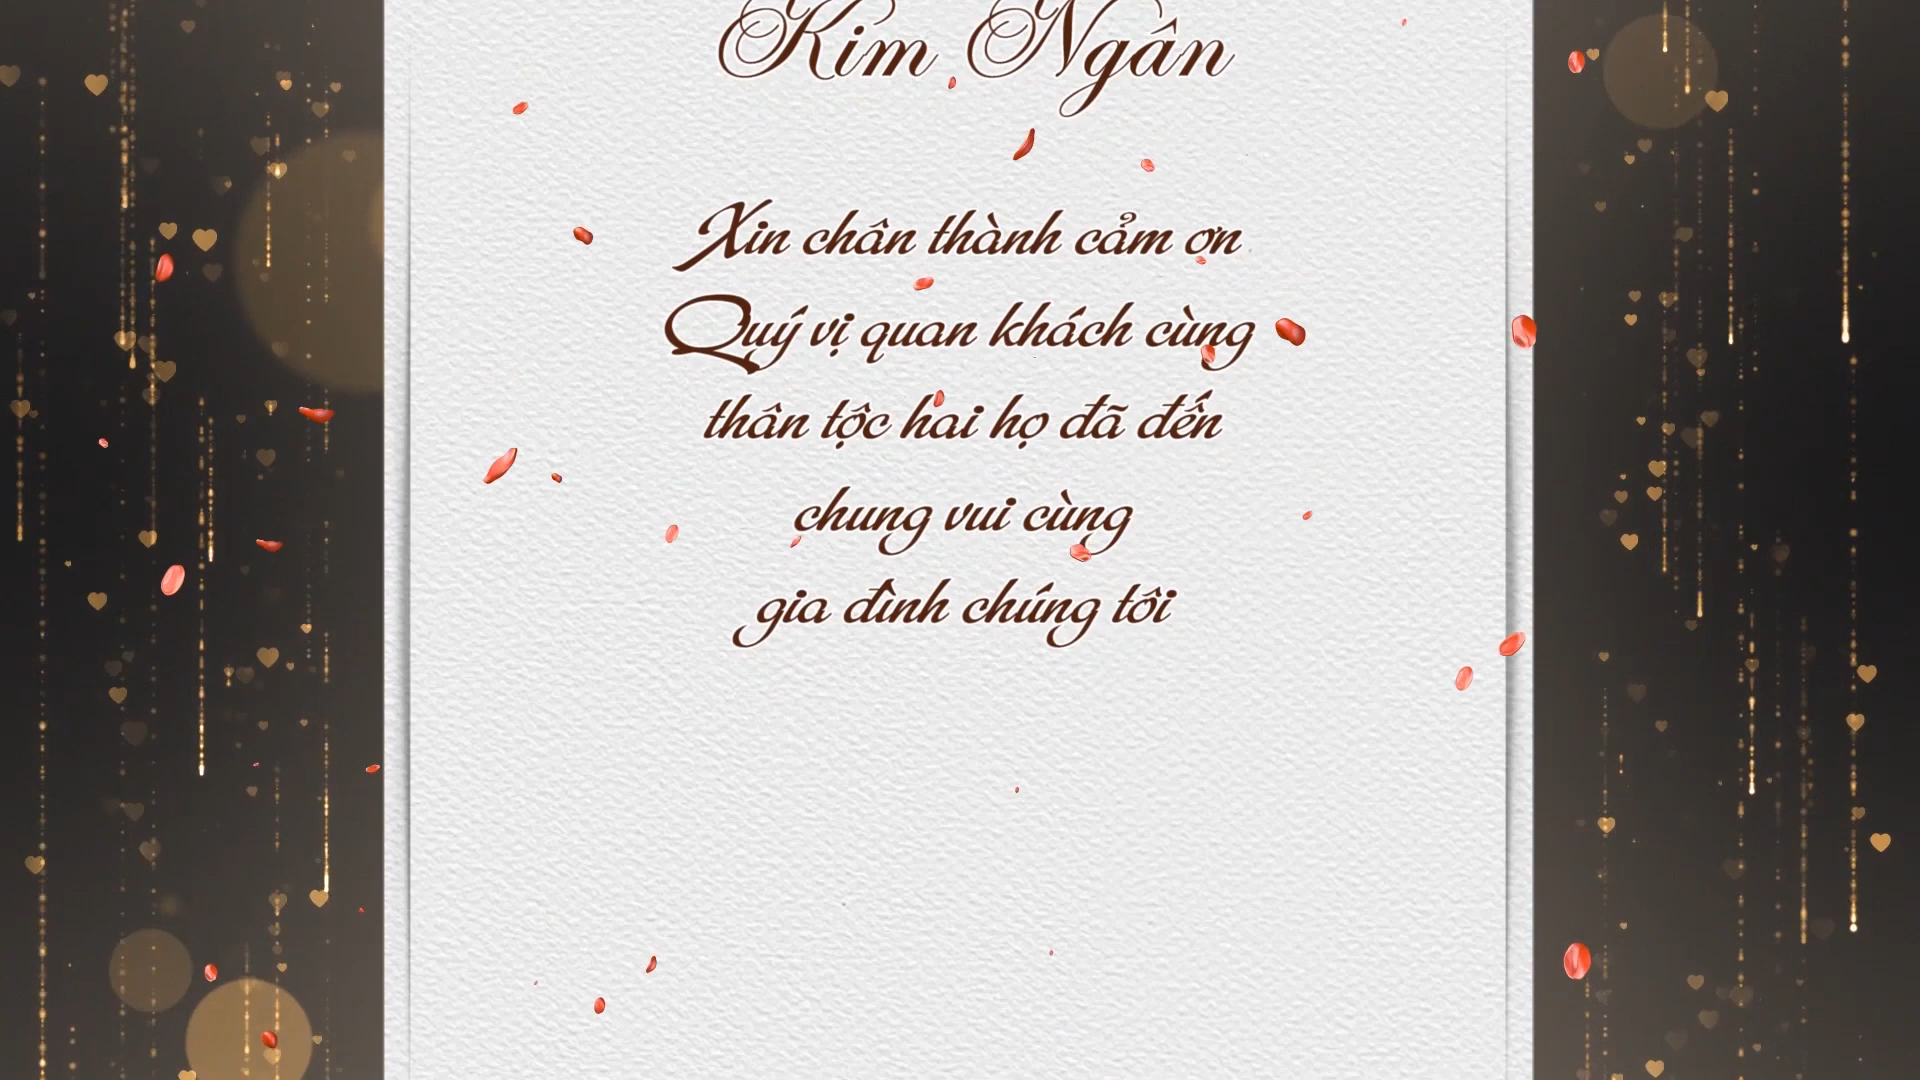 Kim Ngân
Xin chân thành cảm ơn
Quý vị quan khách cùng
thân tộc hai họ đã đến
chung vui cùng
gia đình chúng tôi